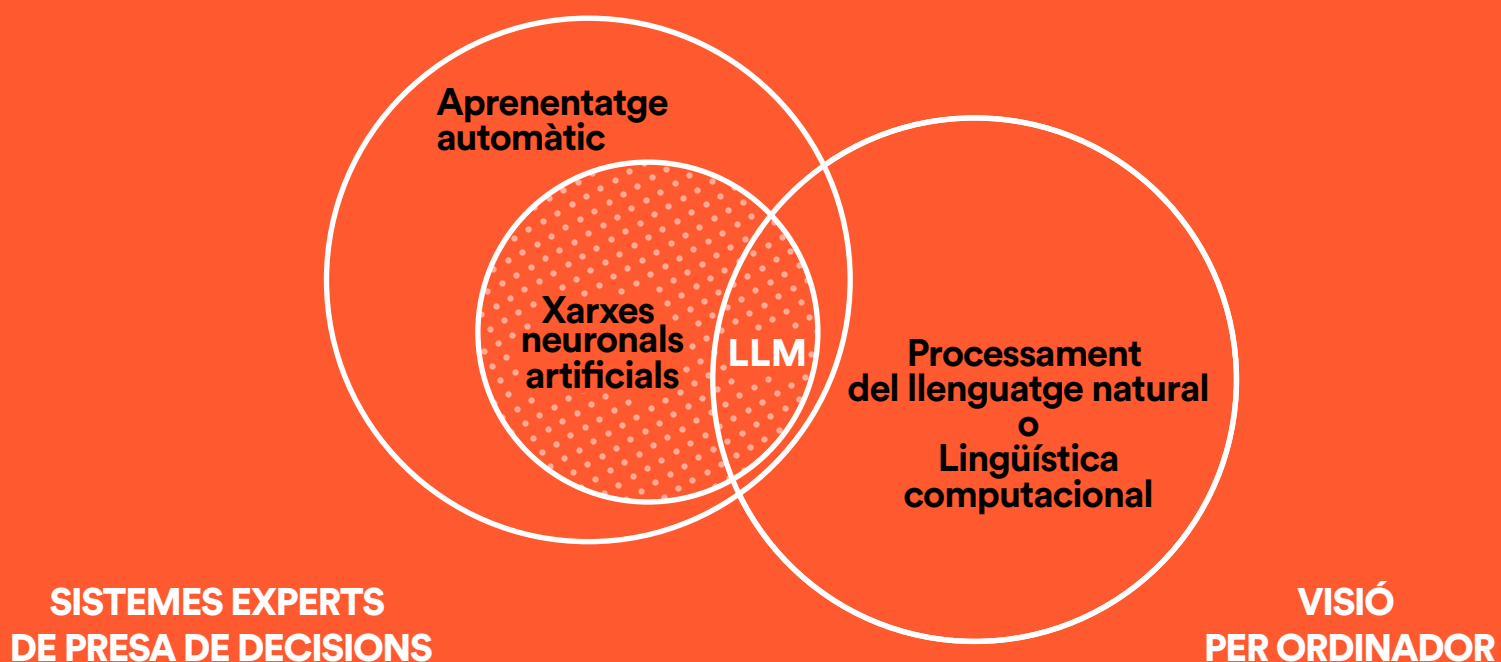 Aprenentatge
automàtic
Xarxes
neuronals
artificials
LLM
Processament
del llenguatge natural
o
Lingüística
computacional
SISTEMES EXPERTS
DE PRESA DE DECISIONS
VISIÓ
PER ORDINADOR